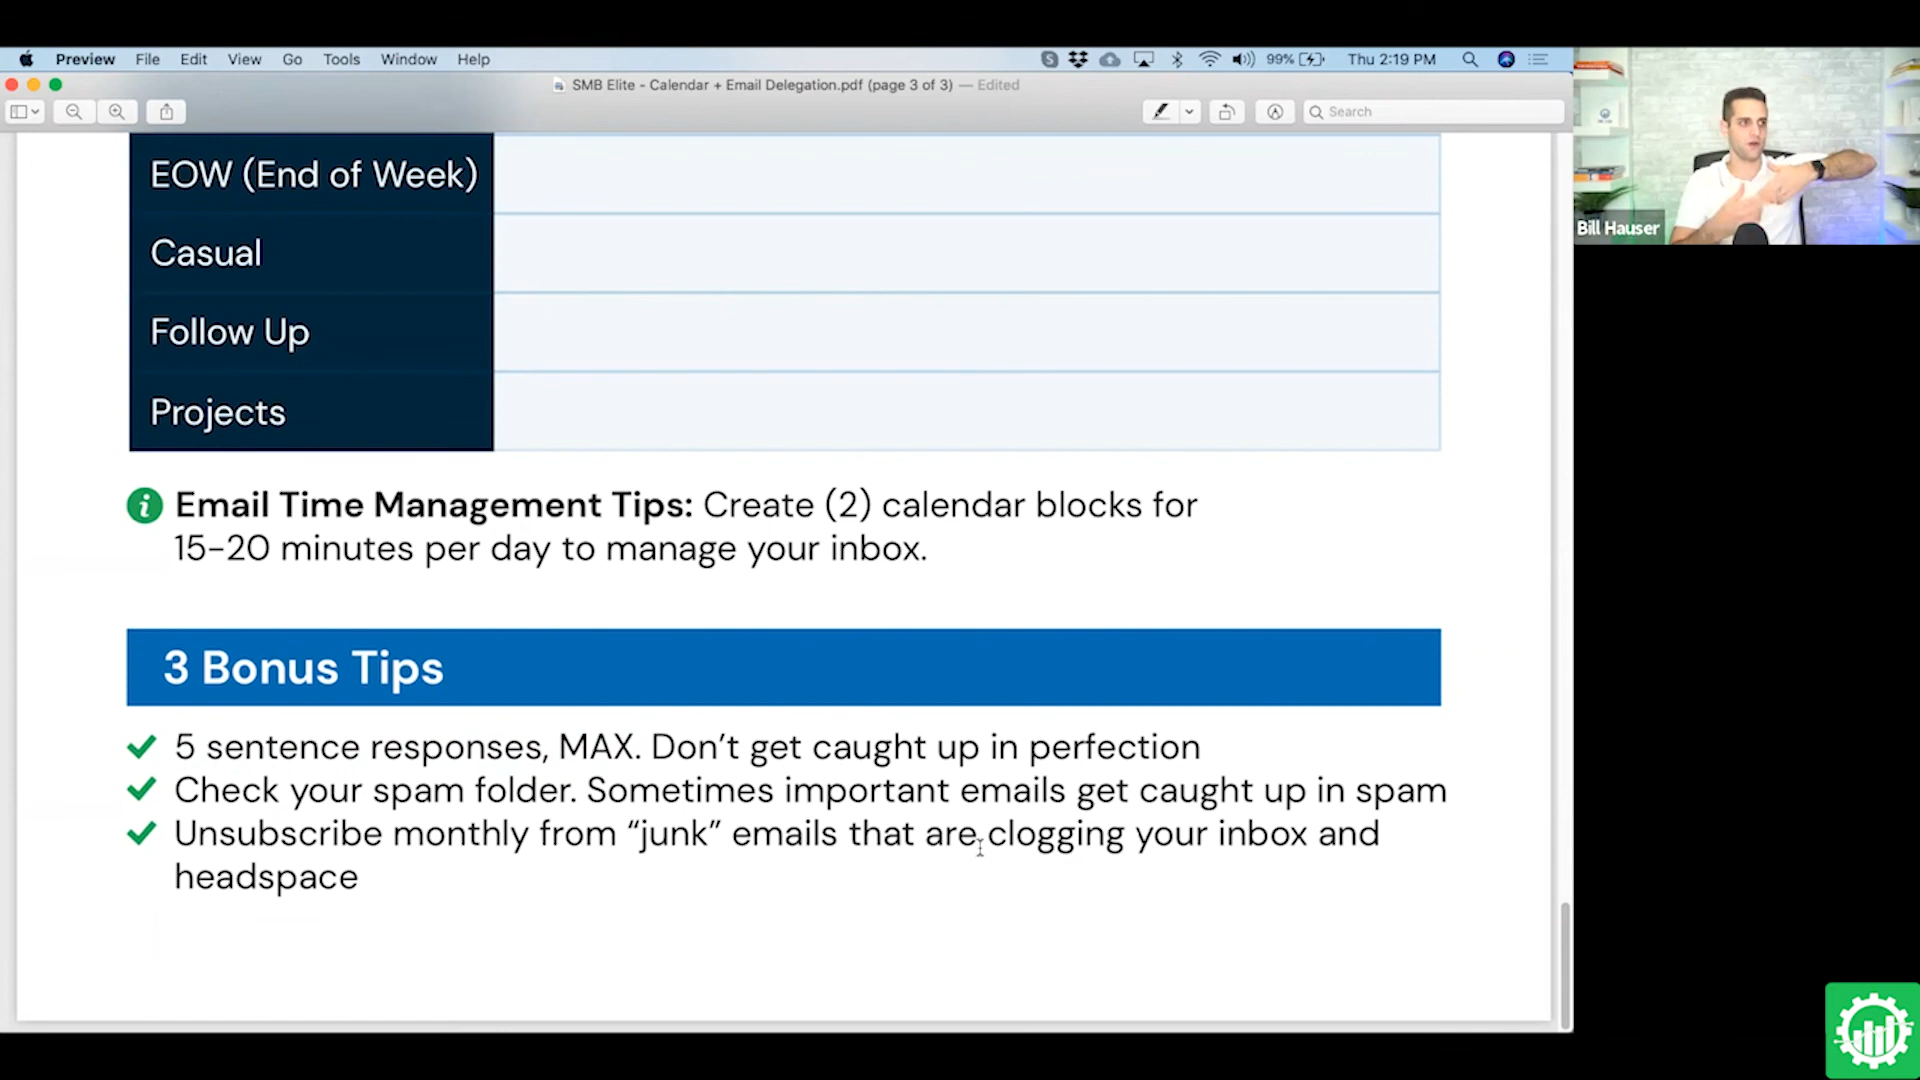 Preview File Edit View Go Tools Window Help 99% Thu 2:19 PM
SMB Elite - Calendar + Email Delegation.pdf (page 3 of 3) — Edited
Search
EOW (End of Week)
Casual
Follow Up
Projects
Bill Hauser
Email Time Management Tips: Create (2) calendar blocks for
15-20 minutes per day to manage your inbox.
3 Bonus Tips
5 sentence responses, MAX. Don't get caught up in perfection
Check your spam folder. Sometimes important emails get caught up in spam
Unsubscribe monthly from “junk” emails that are clogging your inbox and
headspace